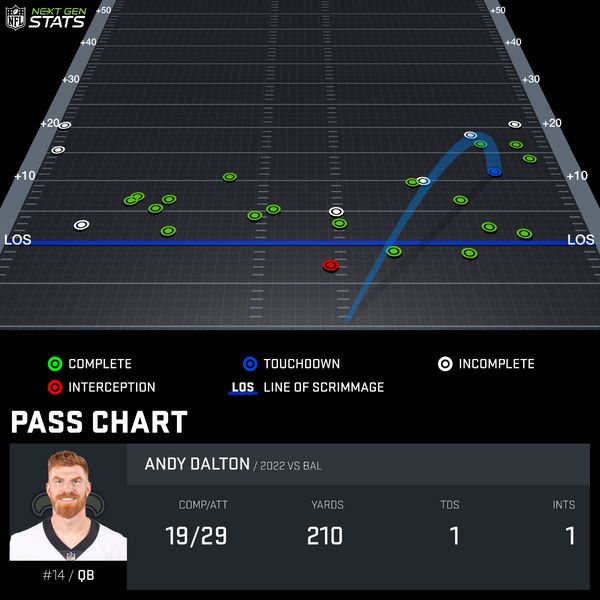 NFL NEXT GEN STATS
+50 +50
+40 +40
+30 +30
+20 +20
+10 +10
LOS LOS
COMPLETE TOUCHDOWN INCOMPLETE
INTERCEPTION LOS LINE OF SCRIMMAGE
PASS CHART
ANDY DALTON / 2022 VS BAL
COMP/ATT YARDS TDS INTS
19/29 210 1 1
#14 / QB